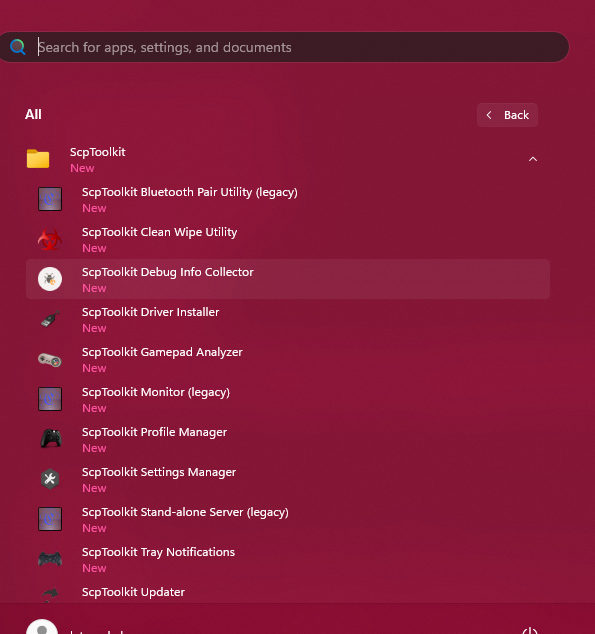 Search for apps, settings, and documents
All
Back
ScpToolkit
New
ScpToolkit Bluetooth Pair Utility (legacy)
New
ScpToolkit Clean Wipe Utility
New
ScpToolkit Debug Info Collector
New
ScpToolkit Driver Installer
New
ScpToolkit Gamepad Analyzer
New
ScpToolkit Monitor (legacy)
New
ScpToolkit Profile Manager
New
ScpToolkit Settings Manager
New
ScpToolkit Stand-alone Server (legacy)
New
ScpToolkit Tray Notifications
New
ScpToolkit Updater